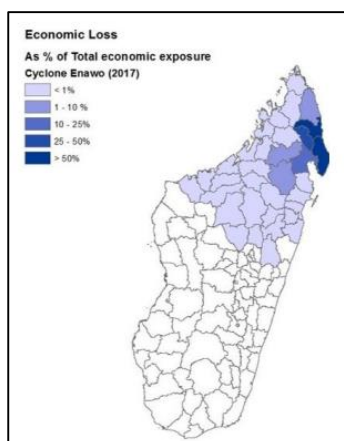 Economic Loss
As % of Total economic exposure
Cyclone Enawo (2017)
< 1%
1 - 10 %
10 - 25%
25 - 50%
> 50%